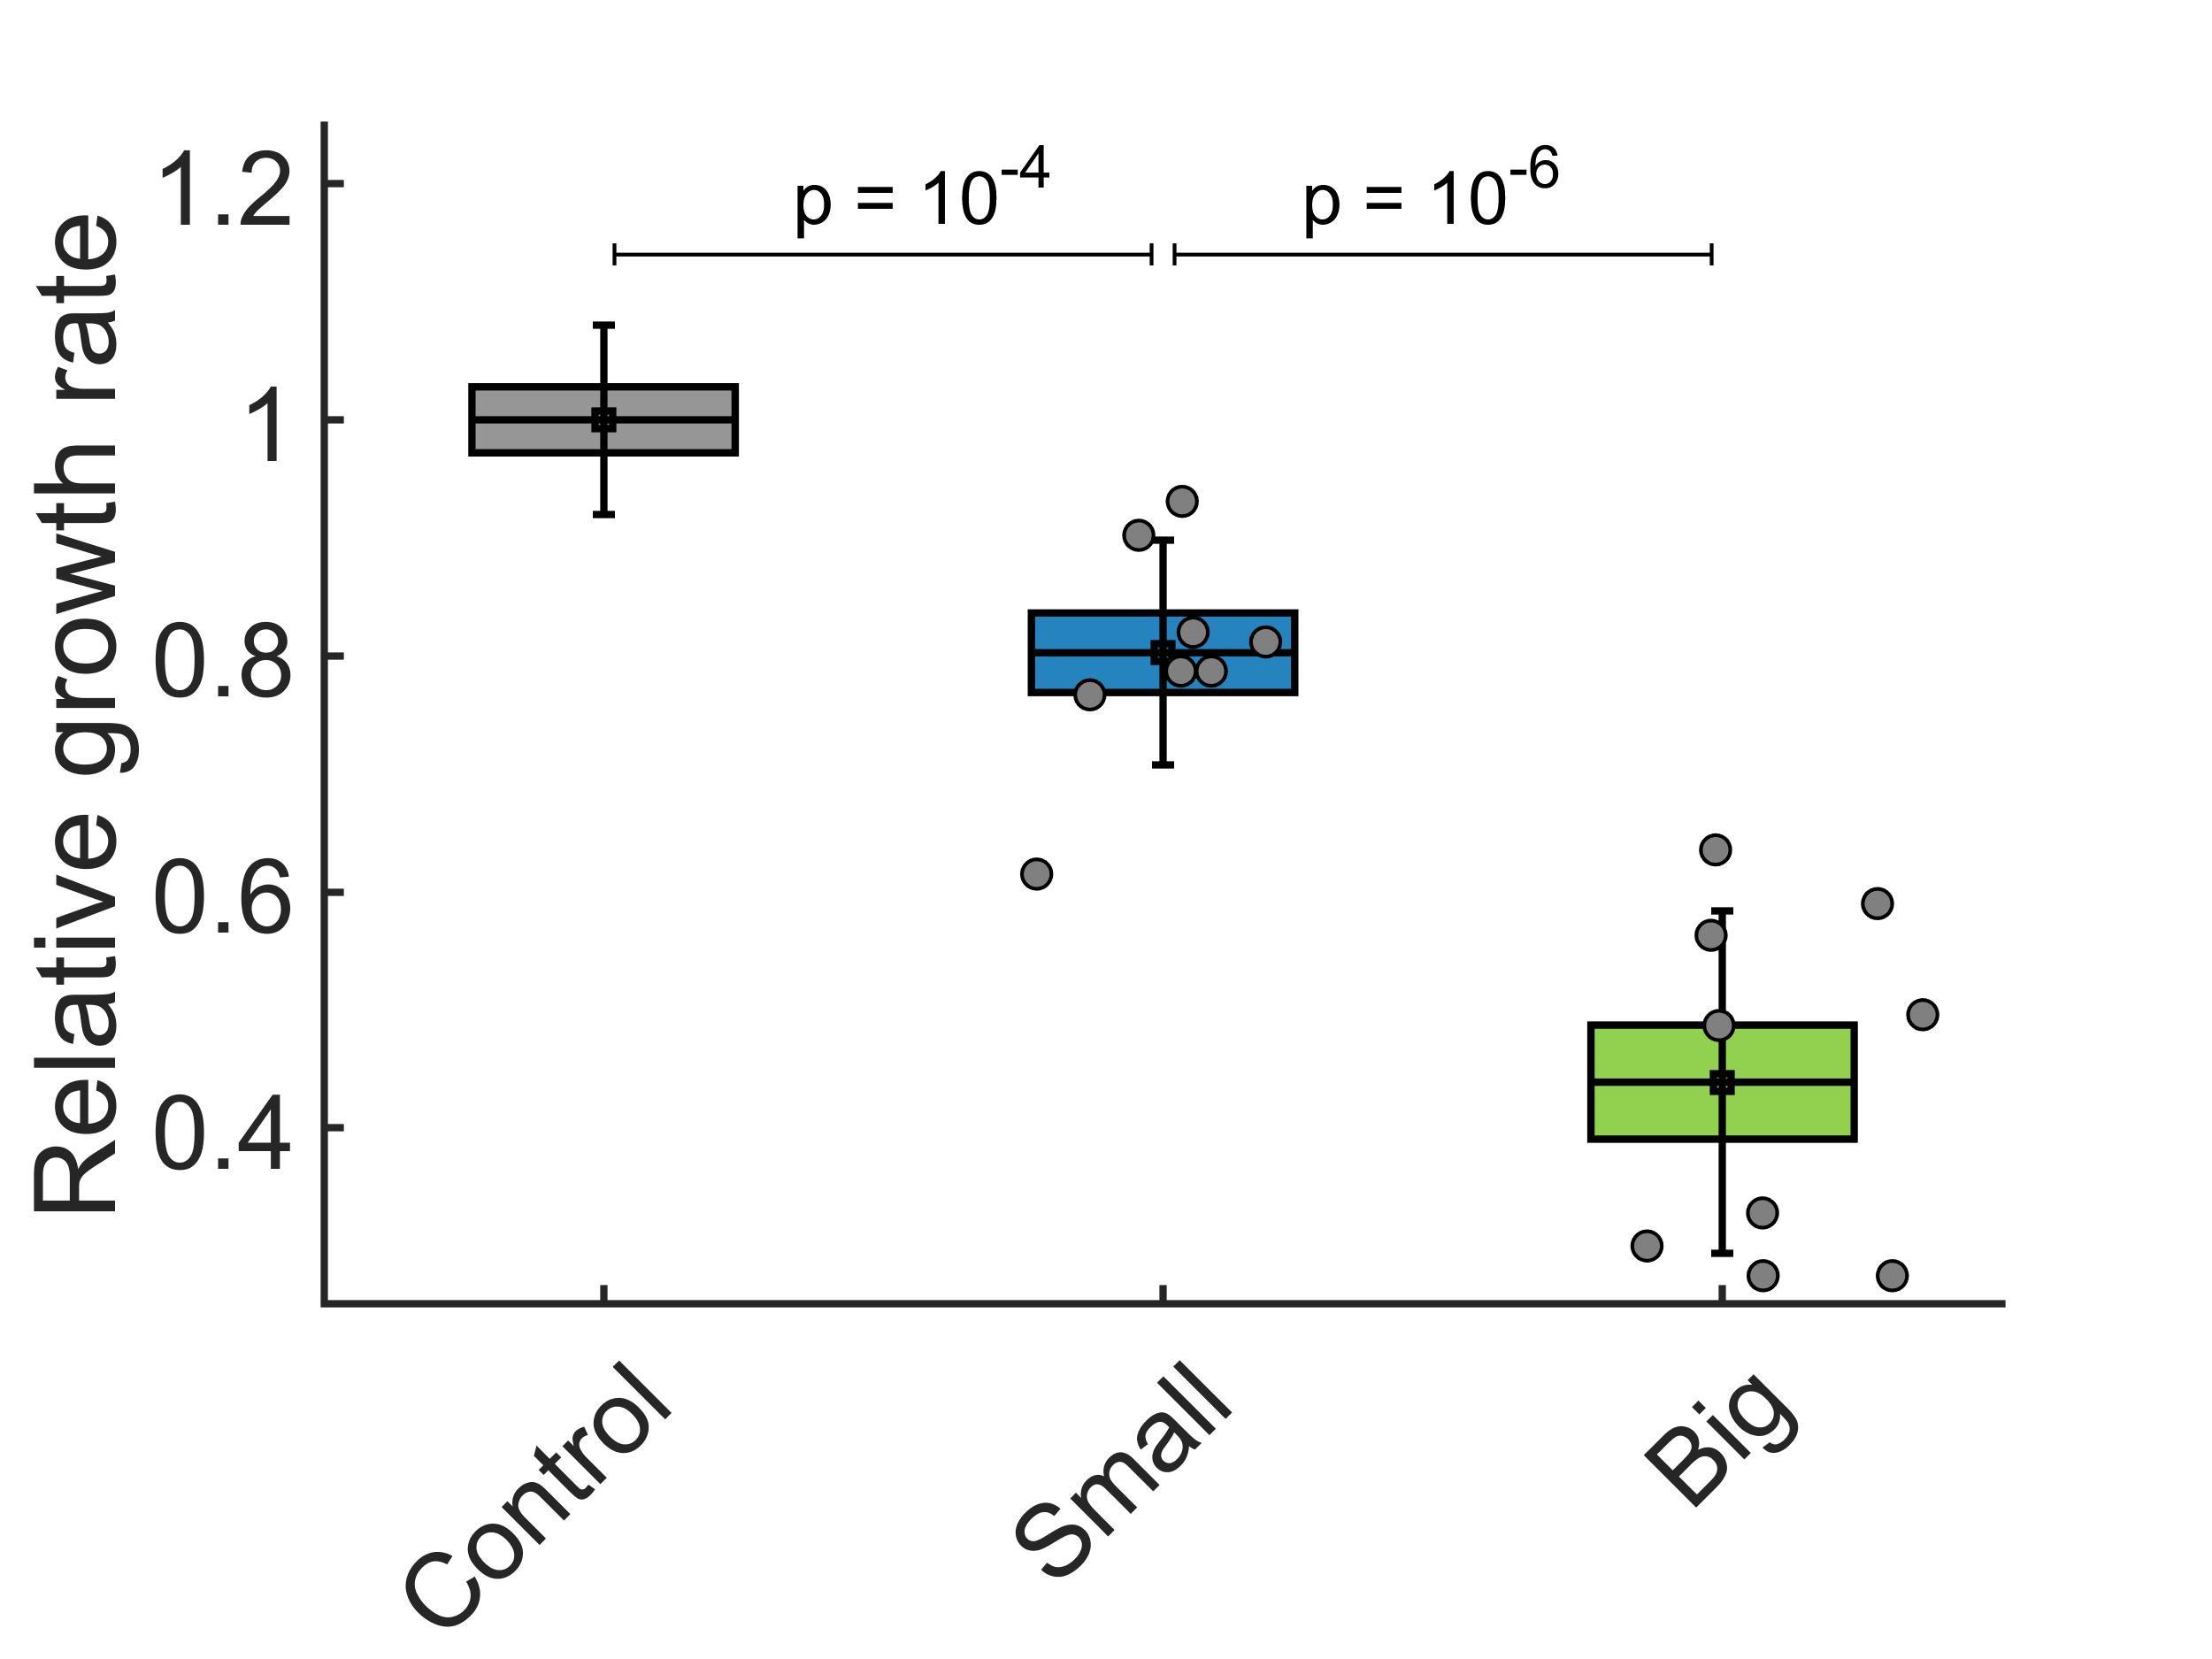 Relative growth rate
1.2
1
0.8
0.6
0.4
p = 10⁻⁴
p = 10⁻⁶
Control
Small
Big